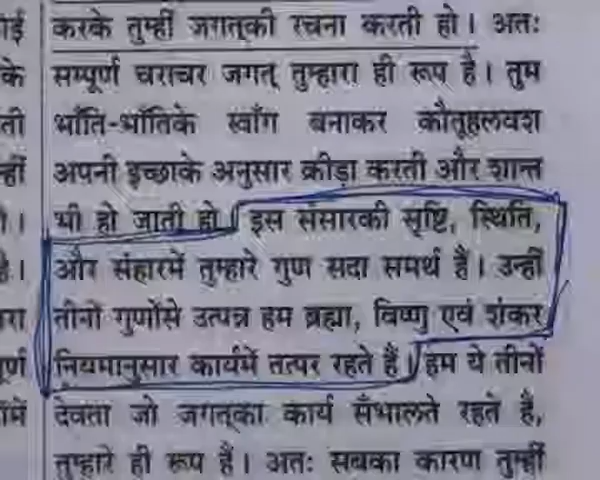 ोई करके तुम्हीं जगत्‌की रचना करती हो। अतः
के सम्पूर्ण चराचर जगत् तुम्हारा ही रूप है। तुम
ती भाँति-भाँतिके स्वाँग बनाकर कौतूहलवश
न्हीं अपनी इच्छाके अनुसार क्रीड़ा करती और शान्त
ो। भी हो जाती हो। इस संसारकी सृष्टि, स्थिति,
है। और संहारमें तुम्हारे गुण सदा समर्थ हैं। उन्हीं
रा तीनों गुणोंसे उत्पन्न हम ब्रह्मा, विष्णु एवं शंकर
पूर्ण नियमानुसार कार्यमें तत्पर रहते हैं। हम ये तीनों
ोंमें देवता जो जगत्‌का कार्य सँभालते रहते हैं,
तुम्हारे ही रूप हैं। अतः सबका कारण तुम्हीं